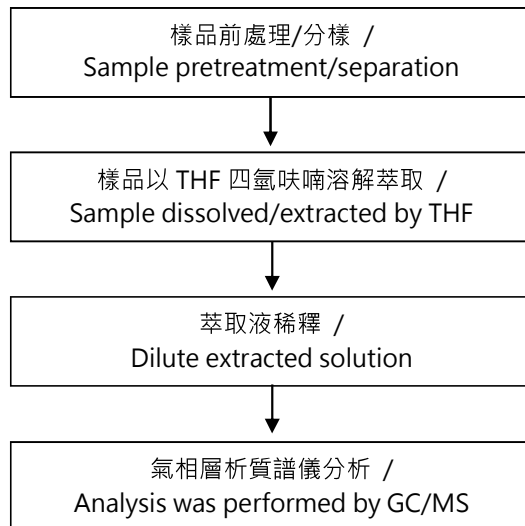 樣品前處理/分樣 /
Sample pretreatment/separation
樣品以 THF 四氫呋喃溶解萃取 /
Sample dissolved/extracted by THF
萃取液稀釋 /
Dilute extracted solution
氣相層析質譜儀分析 /
Analysis was performed by GC/MS